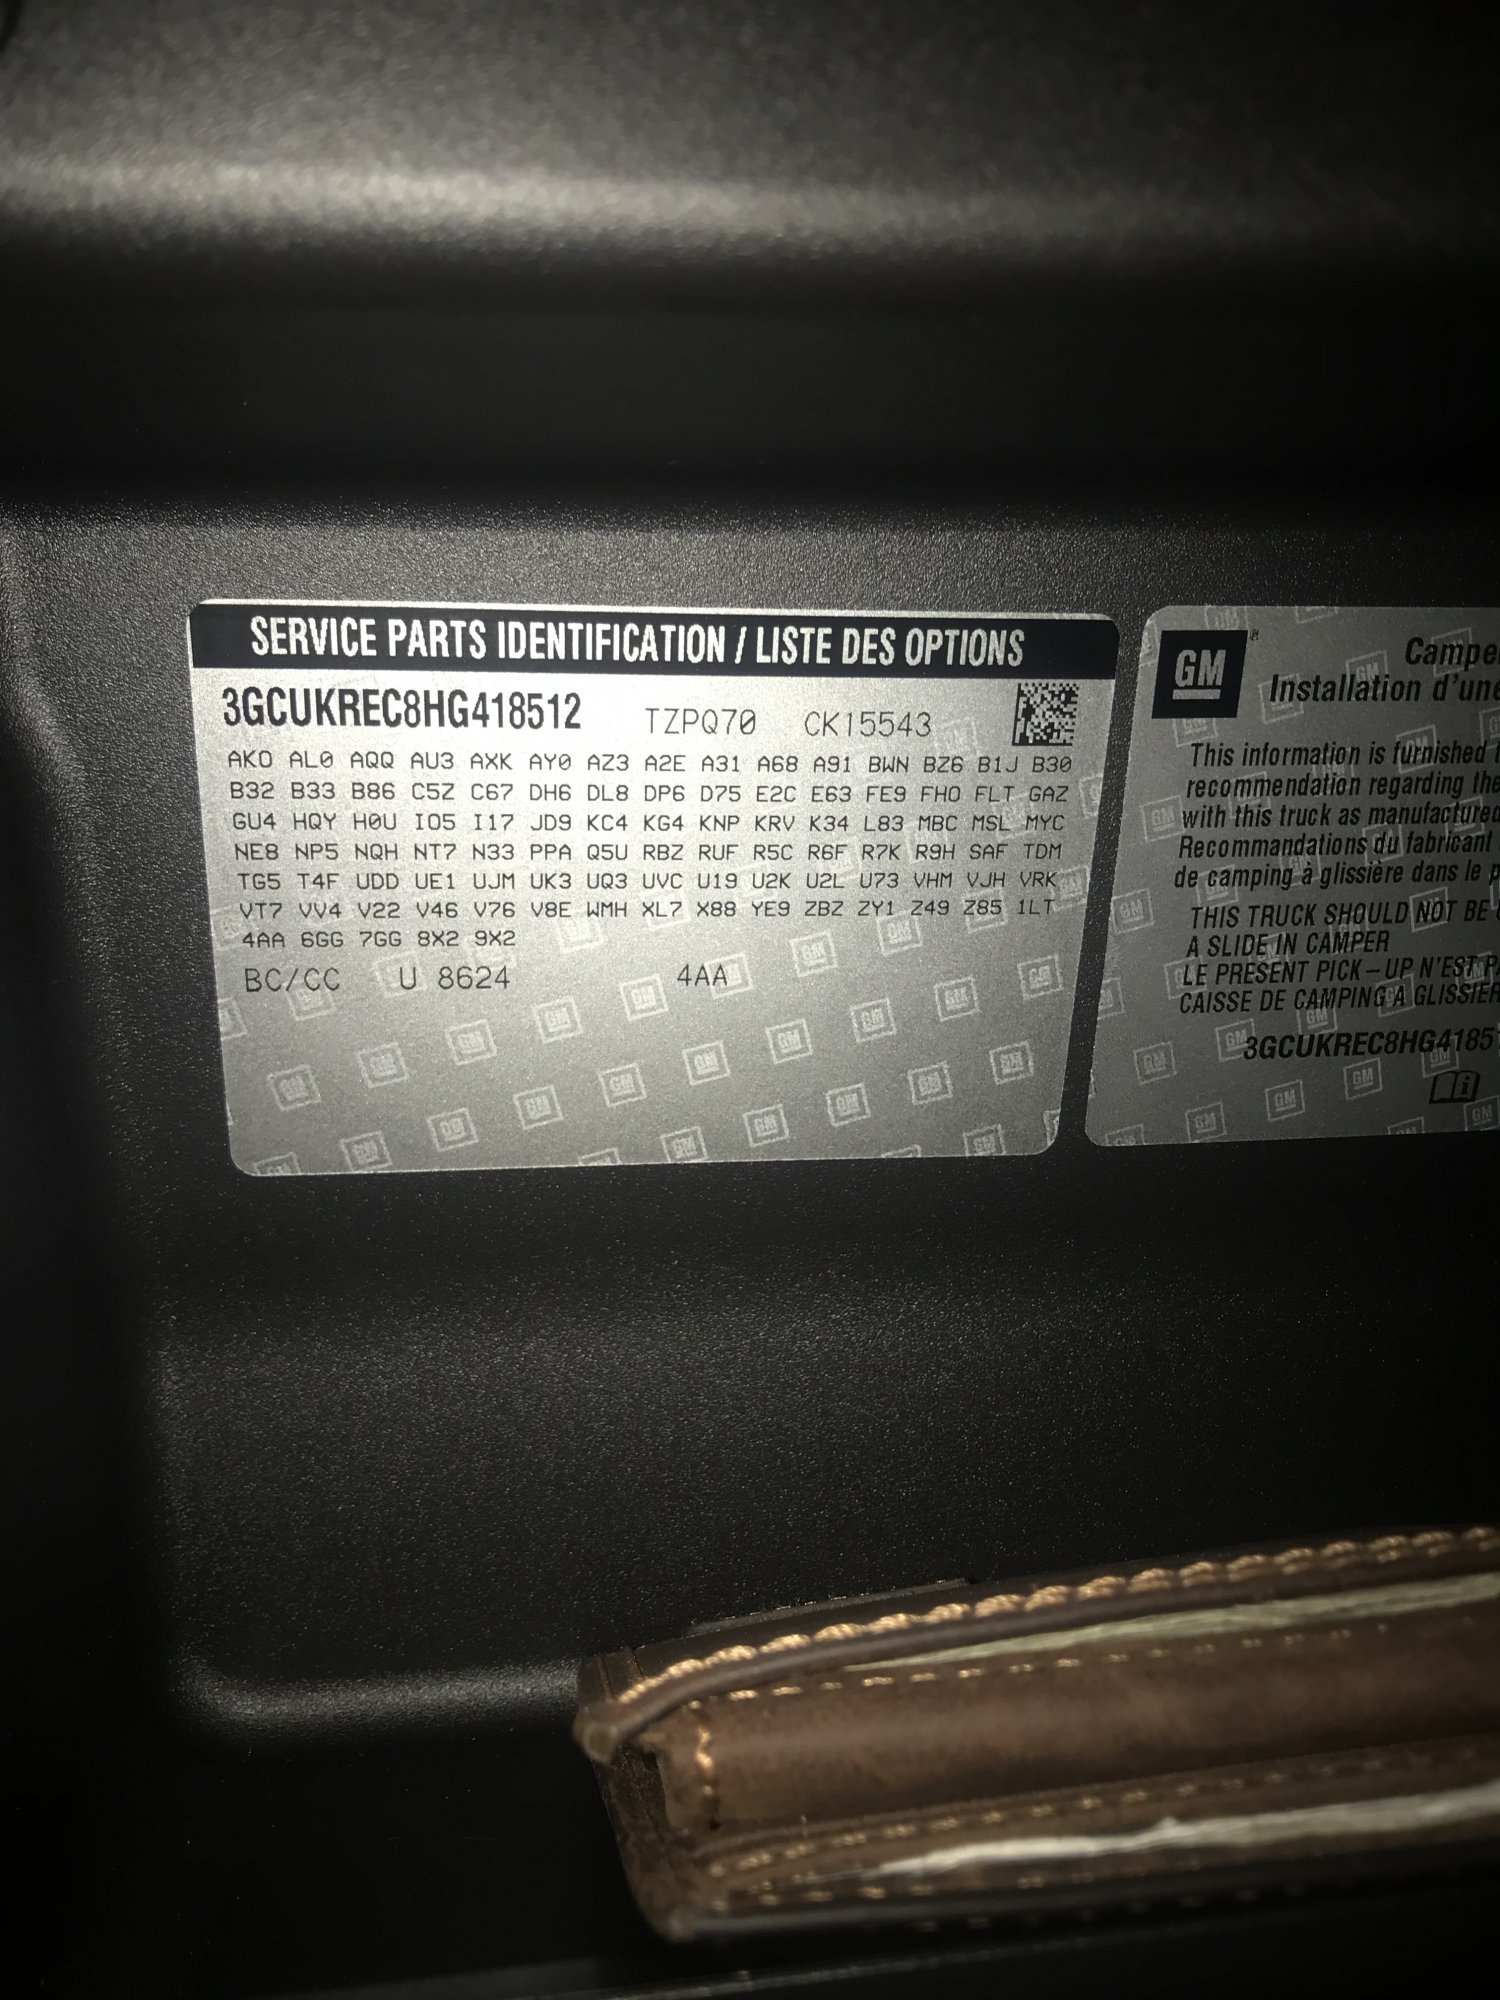 SERVICE PARTS IDENTIFICATION / LISTE DES OPTIONS
3GCUKREC8HG418512 TZPQ70 CK15543
AKO AL0 AQQ AU3 AXK AY0 AZ3 A2E A31 A68 A91 BWN BZ6 B1J B30
B32 B33 B86 C5Z C67 DH6 DL8 DP6 D75 E2C E63 FE9 FHO FLT GAZ
GU4 HQY H0U IO5 I17 JD9 KC4 KG4 KNP KRV K34 L83 MBC MSL MYC
NE8 NP5 NQH NT7 N33 PPA Q5U RBZ RUF R5C R6F R7K R9H SAF TDM
TG5 T4F UDD UE1 UJM UK3 UQ3 UVC U19 U2K U2L U73 VHM VJH VRK
VT7 VV4 V22 V46 V76 V8E WMH XL7 X88 YE9 ZBZ ZY1 Z49 Z85 1LT
4AA 6GG 7GG 8X2 9X2
BC/CC U 8624 4AA
GM
Campe
Installation d'une
This information is furnished
recommendation regarding the
with this truck as manufactured
Recommandations du fabricant
de camping à glissière dans le p
THIS TRUCK SHOULD NOT BE
A SLIDE IN CAMPER
LE PRESENT PICK-UP N'EST PA
CAISSE DE CAMPING A GLISSIER
3GCUKREC8HG4185